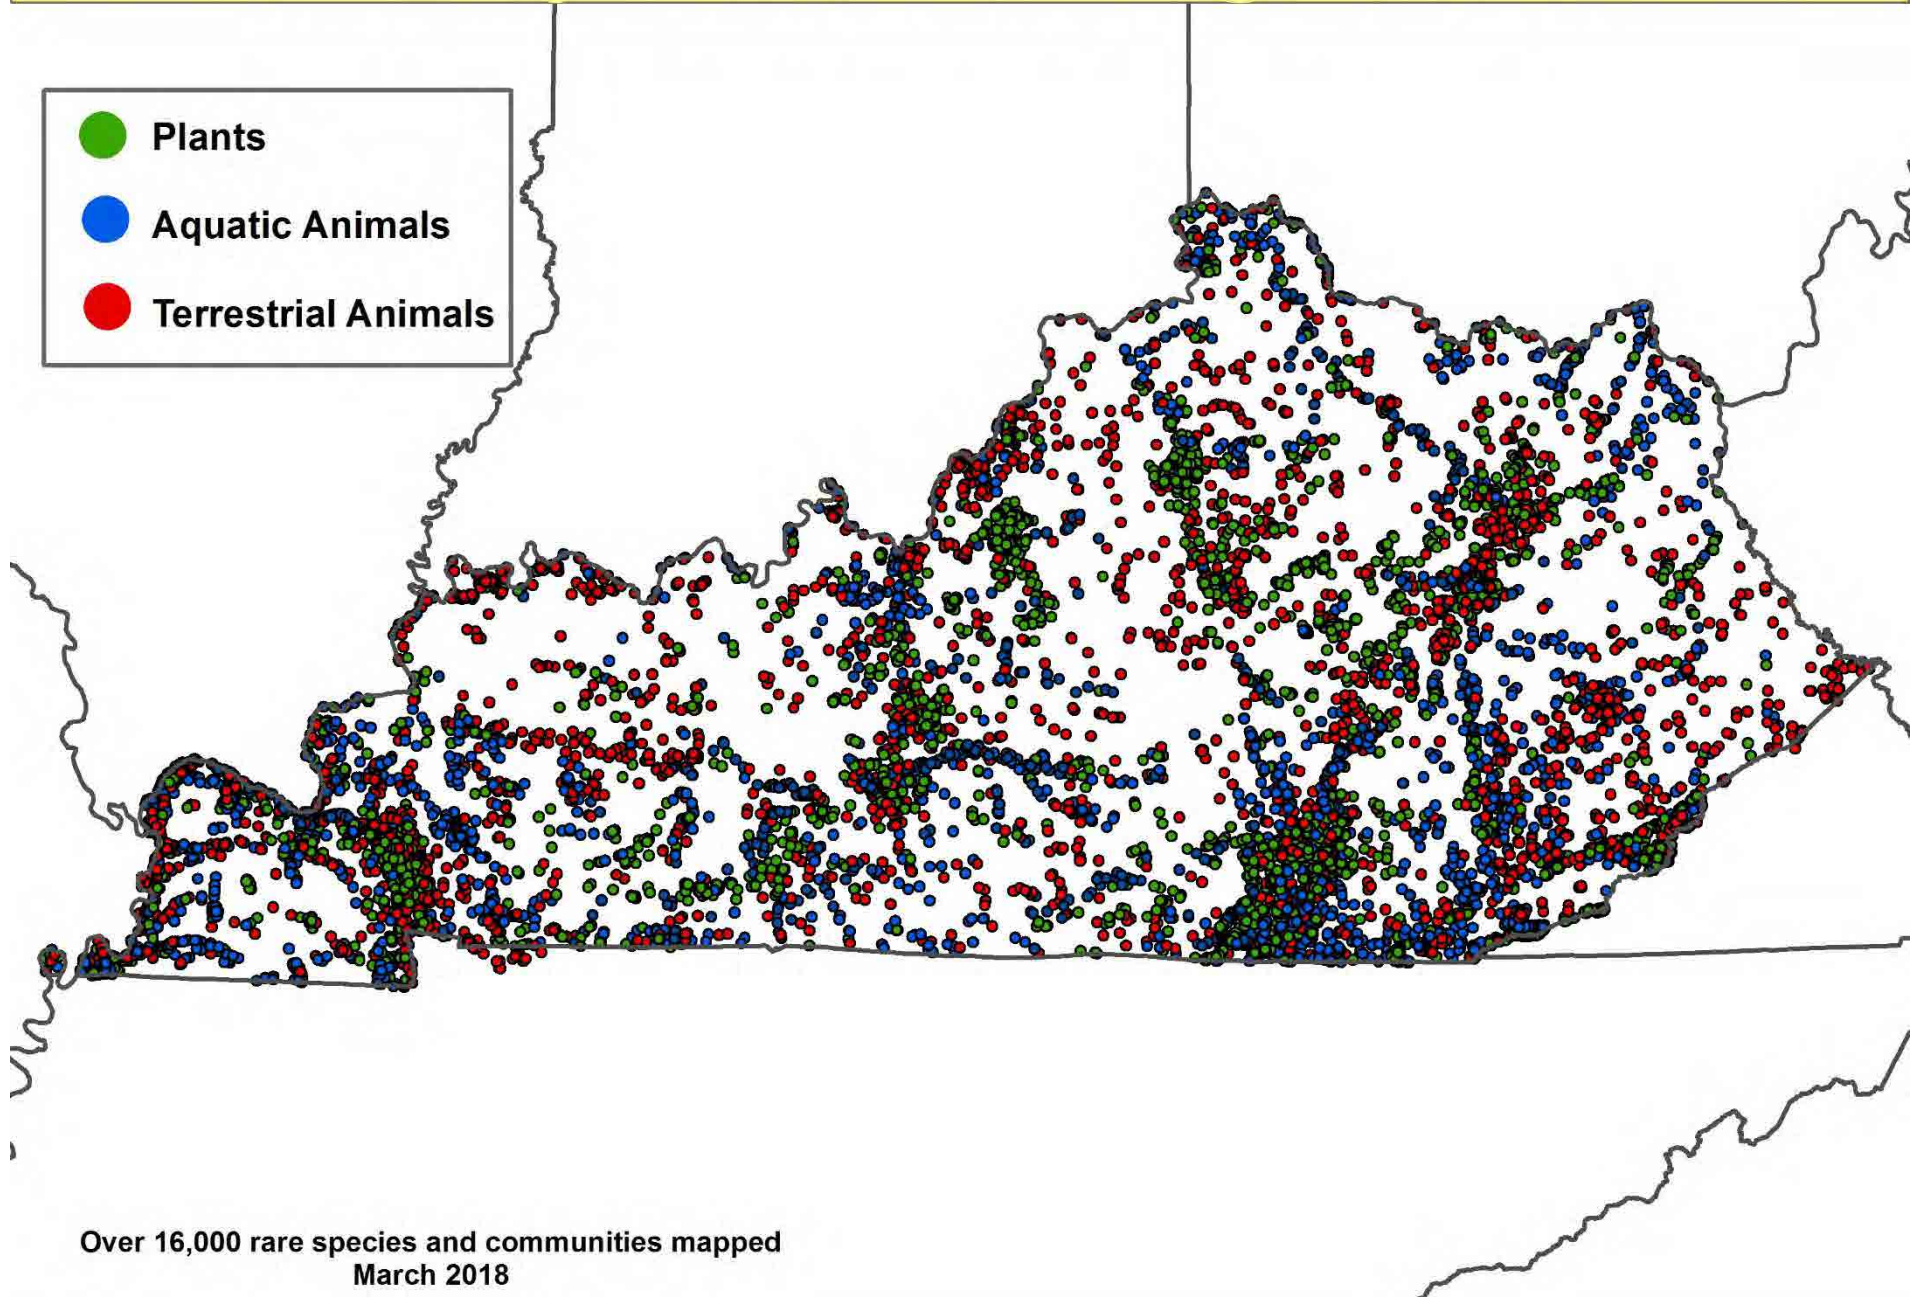 Plants
Aquatic Animals
Terrestrial Animals
Over 16,000 rare species and communities mapped
March 2018